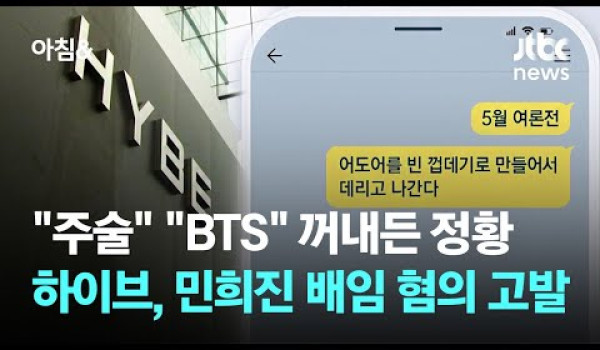 아침&
HYBE
JTBC
news
5월 여론전
어도어를 빈 껍데기로 만들어서
데리고 나간다
"주술" "BTS" 꺼내든 정황
하이브, 민희진 배임 혐의 고발